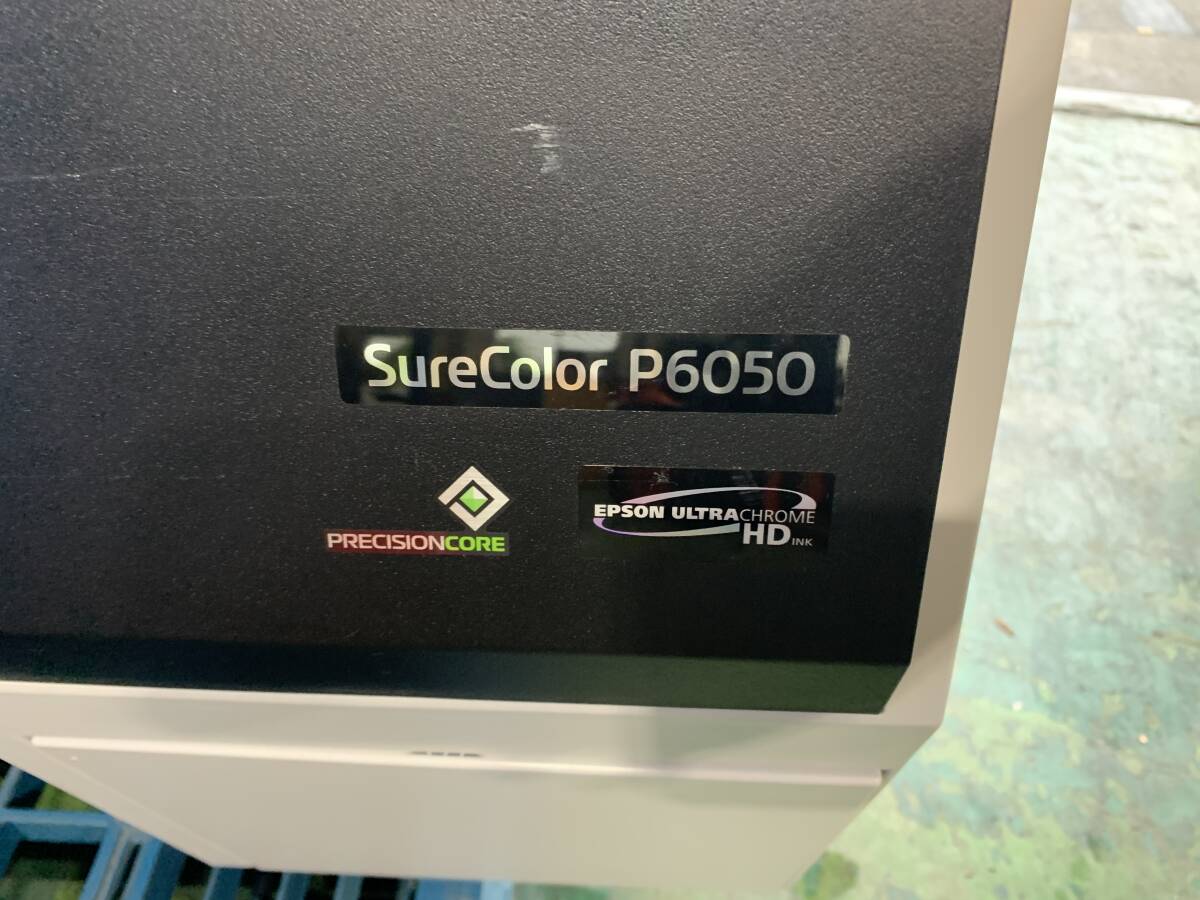 SureColor P6050
PRECISIONCORE
EPSON ULTRACHROME
HD INK